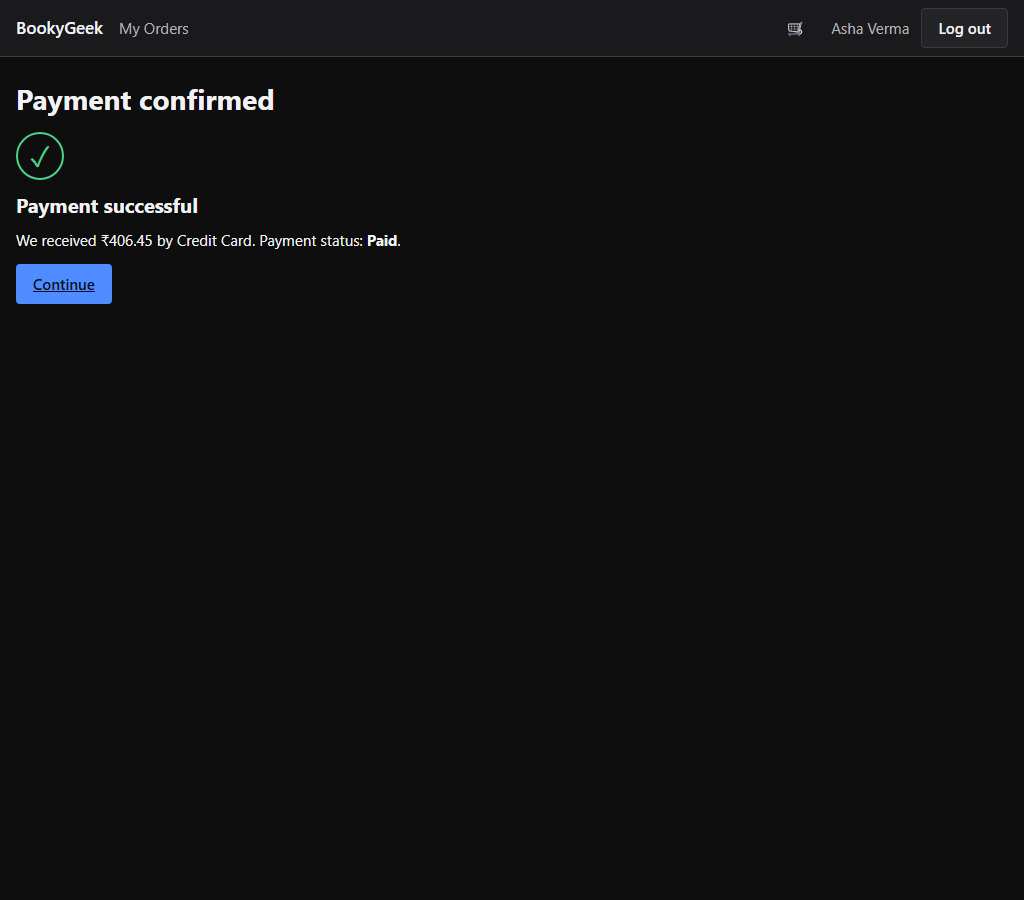 BookyGeek My Orders Asha Verma Log out
Payment confirmed
Payment successful
We received ₹406.45 by Credit Card. Payment status: Paid.
Continue